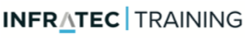 INFRATEC | TRAINING